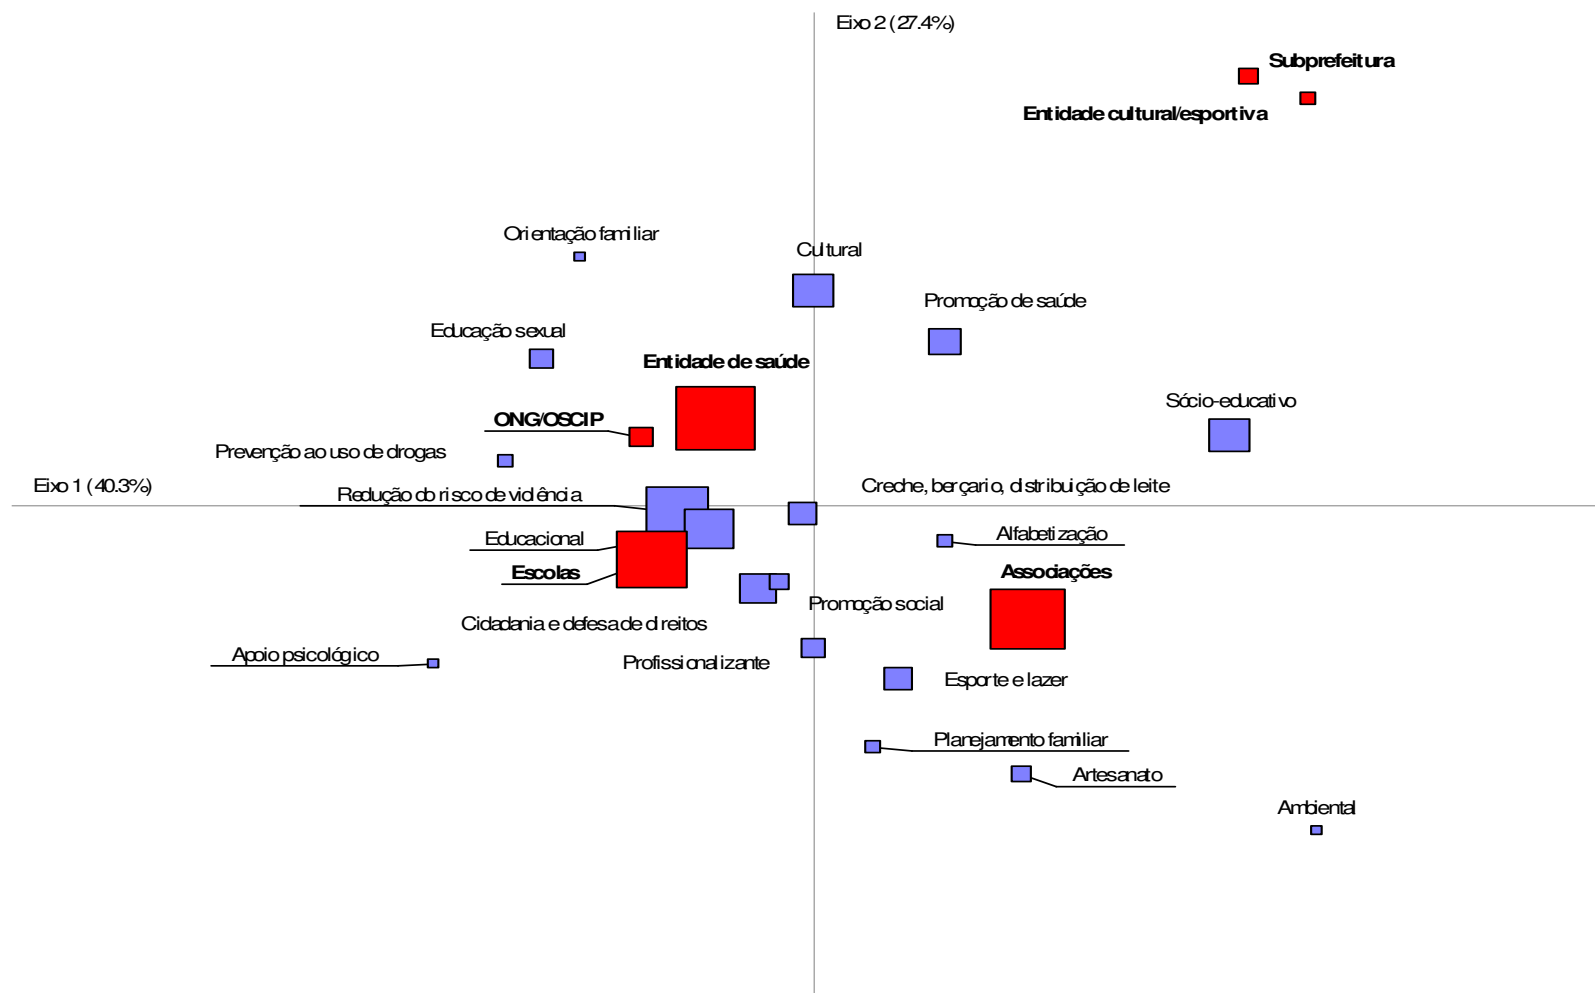 Eixo 2 (27.4%)
Subprefeitura
Entidade cultural/esportiva
Orientação familiar
Cultural
Promoção de saúde
Educação sexual
Entidade de saúde
Sócio-educativo
ONG/OSCIP
Prevenção ao uso de drogas
Eixo 1 (40.3%)
Redução do risco de violência
Creche, berçario, distribuição de leite
Educacional
Alfabetização
Escolas
Associações
Promoção social
Cidadania e defesa de direitos
Apoio psicológico
Profissionalizante
Esporte e lazer
Planejamento familiar
Artesanato
Ambiental